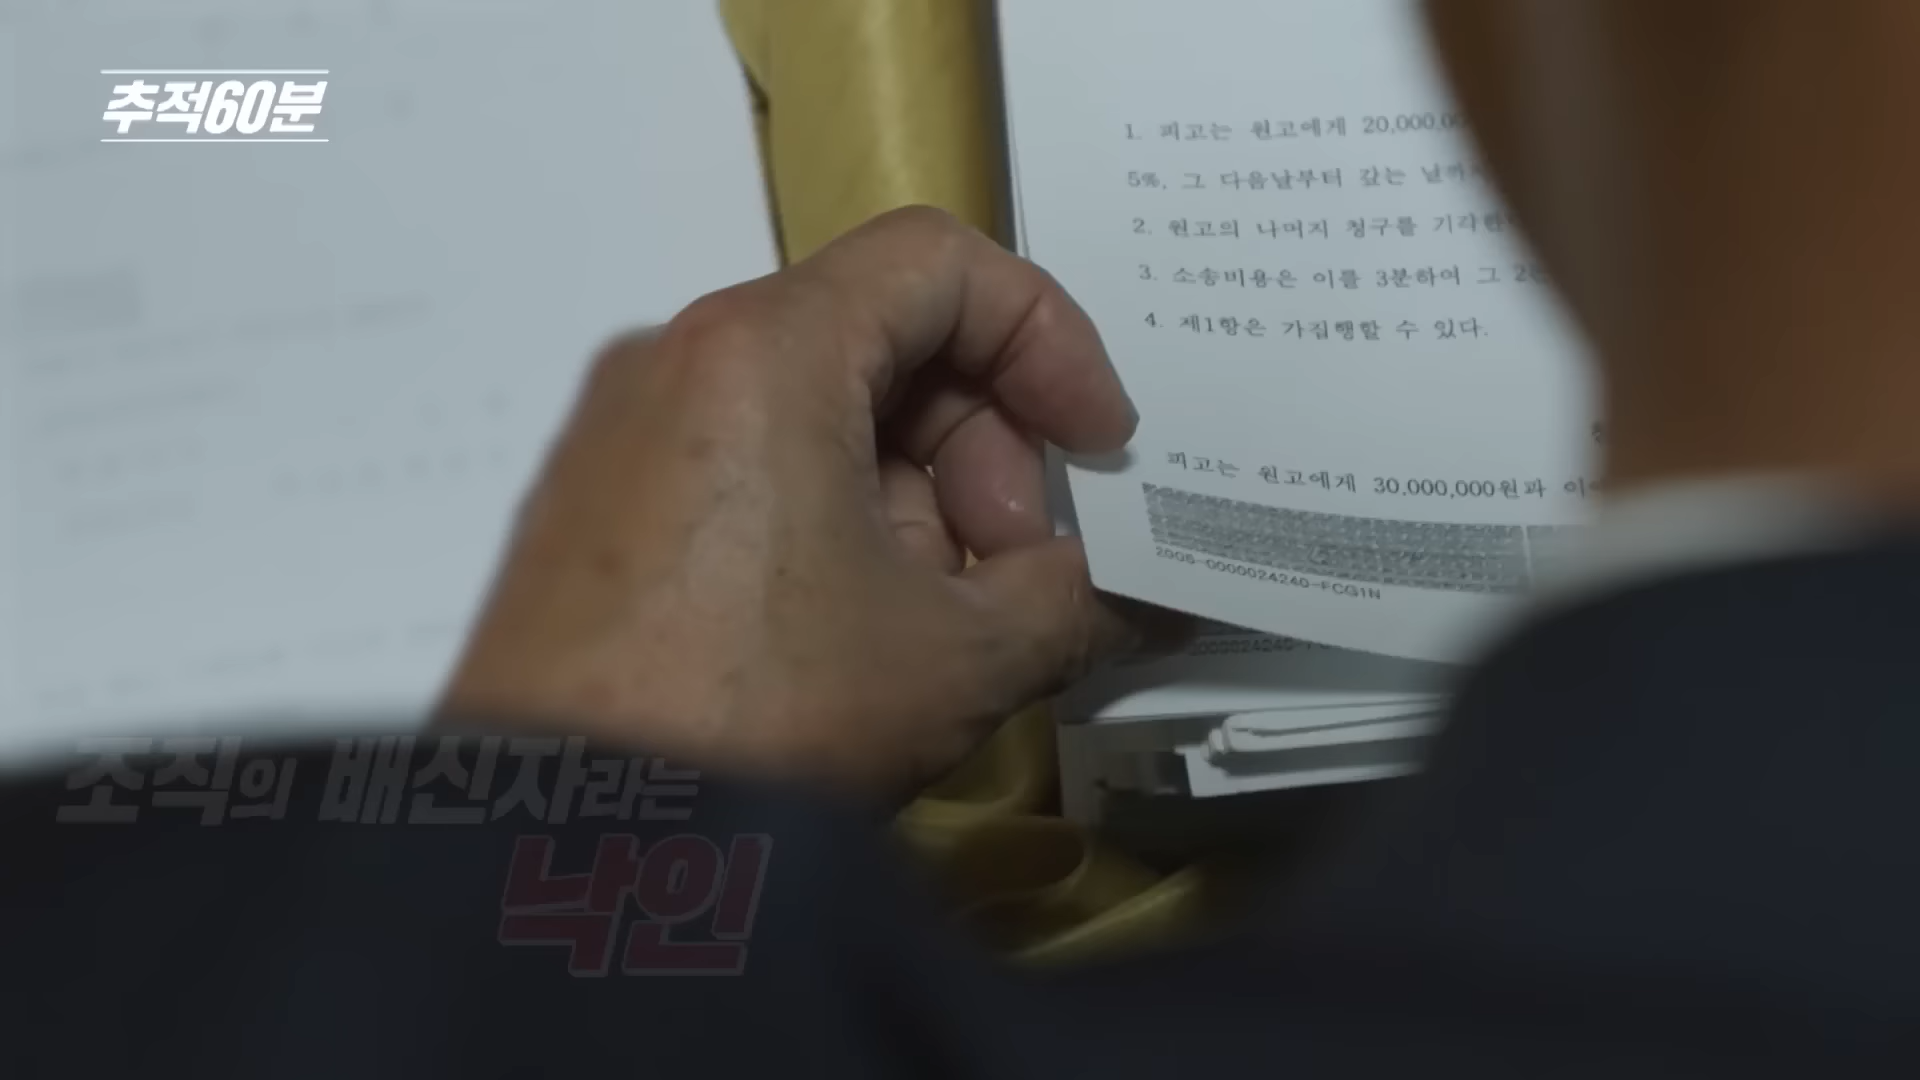 추적60분
1. 피고는 원고에게 20,000,00
5%, 그 다음날부터 갚는 날까지
2. 원고의 나머지 청구를 기각한
3. 소송비용은 이를 3분하여 그 2
4. 제1항은 가집행할 수 있다.
피고는 원고에게 30,000,000원과 이
2006-0000024240-FCG1N
0000024240-F
조직의 배신자라는
낙인